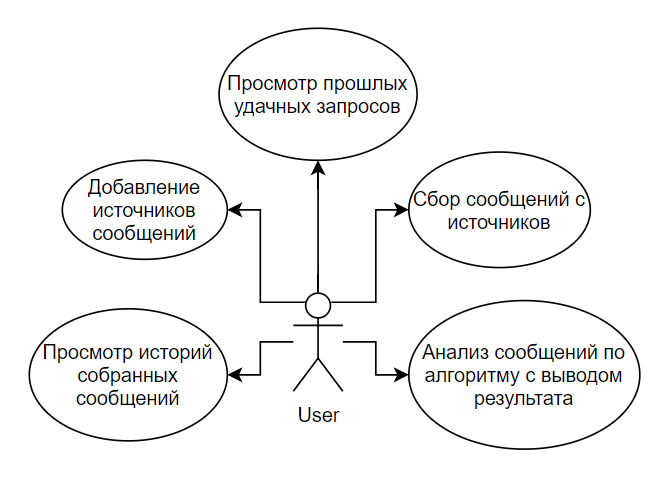 Просмотр прошлых
удачных запросов
Добавление
источников
сообщений
Сбор сообщений с
источников
Просмотр историй
собранных
сообщений
Анализ сообщений по
алгоритму с выводом
результата
User